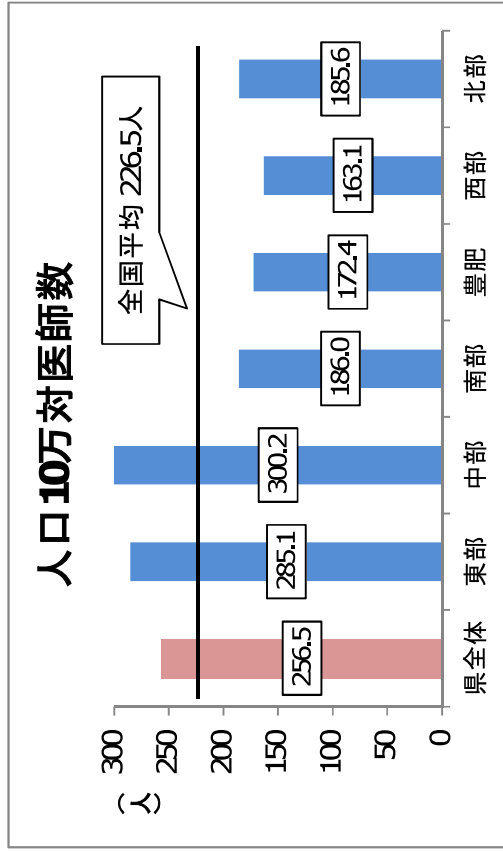 人口10万対医師数
全国平均 226.5人
(人)
300
250
200
150
100
50
0
256.5
285.1
300.2
186.0
172.4
163.1
185.6
県全体
東部
中部
南部
豊肥
西部
北部